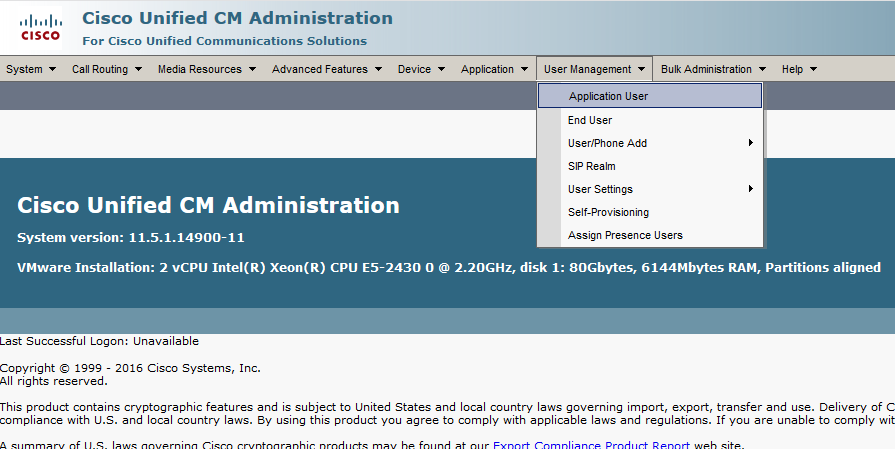 CISCO
Cisco Unified CM Administration
For Cisco Unified Communications Solutions
System Call Routing Media Resources Advanced Features Device Application User Management Bulk Administration Help
Application User
End User
User/Phone Add
SIP Realm
User Settings
Self-Provisioning
Assign Presence Users
Cisco Unified CM Administration
System version: 11.5.1.14900-11
VMware Installation: 2 vCPU Intel(R) Xeon(R) CPU E5-2430 0 @ 2.20GHz, disk 1: 80Gbytes, 6144Mbytes RAM, Partitions aligned
Last Successful Logon: Unavailable
Copyright © 1999 - 2016 Cisco Systems, Inc.
All rights reserved.
This product contains cryptographic features and is subject to United States and local country laws governing import, export, transfer and use. Delivery of C
compliance with U.S. and local country laws. By using this product you agree to comply with applicable laws and regulations. If you are unable to comply wit
A summary of U.S. laws governing Cisco cryptographic products may be found at our Export Compliance Product Report web site.